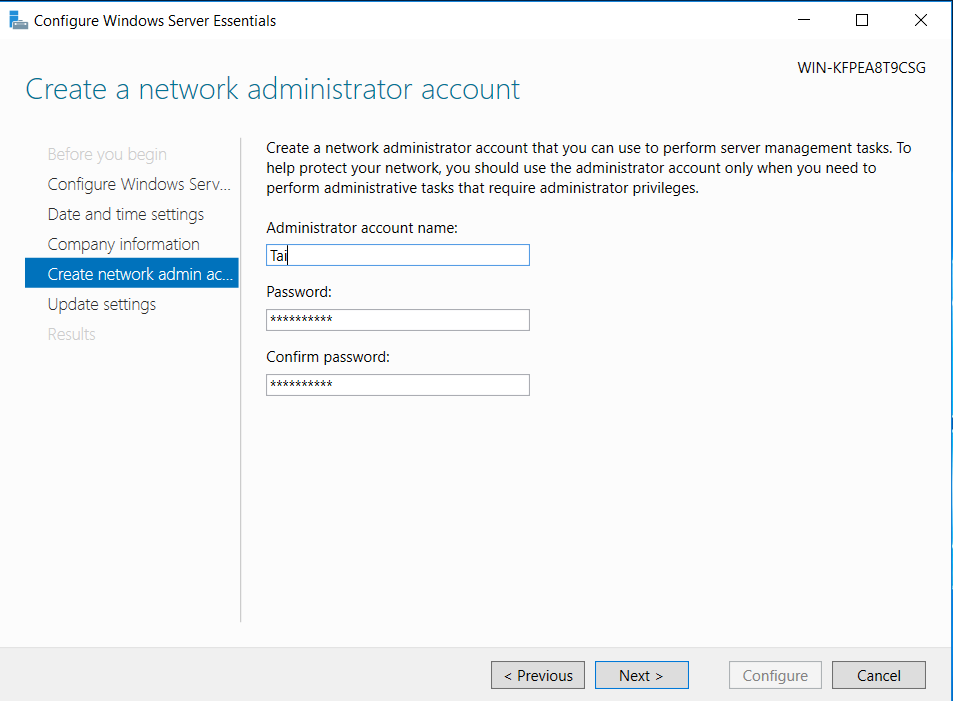 Configure Windows Server Essentials
WIN-KFPEA8T9CSG
Create a network administrator account
Before you begin
Configure Windows Serv...
Date and time settings
Company information
Create network admin ac...
Update settings
Results
Create a network administrator account that you can use to perform server management tasks. To
help protect your network, you should use the administrator account only when you need to
perform administrative tasks that require administrator privileges.
Administrator account name:
Tai
Password:
**********
Confirm password:
**********
< Previous
Next >
Configure
Cancel